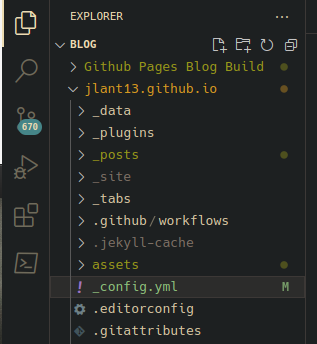 EXPLORER
BLOG
Github Pages Blog Build
jlant13.github.io
_data
_plugins
_posts
_site
670
_tabs
.github/workflows
.jekyll-cache
assets
! _config.yml M
.editorconfig
.gitattributes